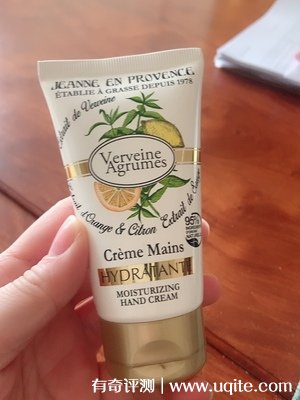 JEANNE EN PROVENCE
ÉTABLIE À GRASSE DEPUIS 1978
Extrait de Verveine
Verveine
Agrumes
d'Orange & Citron
Extrait de
Crème Mains
HYDRATANTE
MOISTURIZING
HAND CREAM
95%
有奇评测 | www.uqite.com